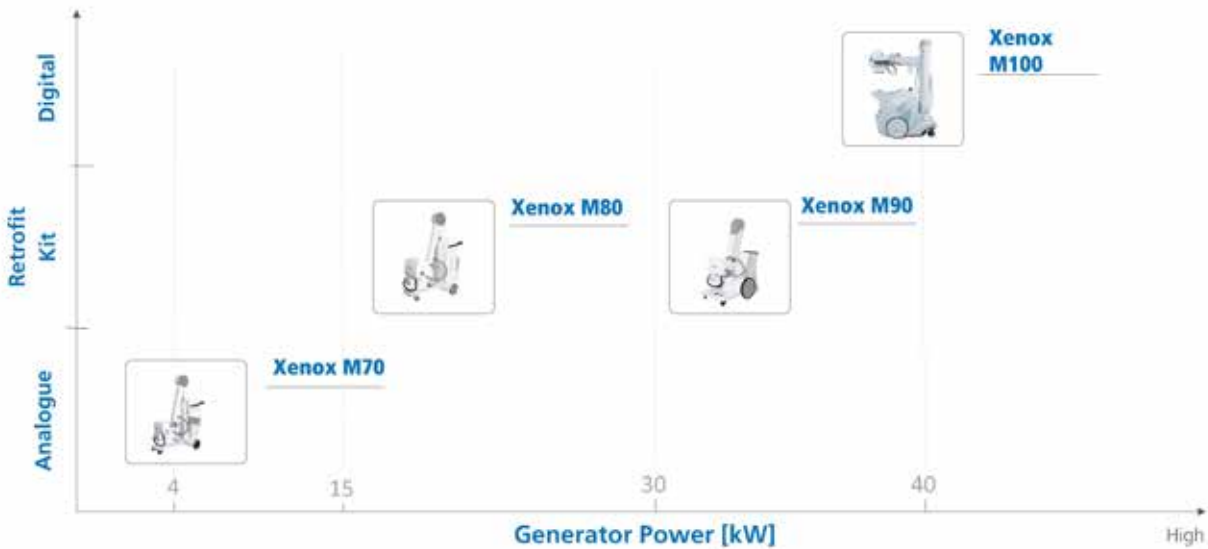 Digital
Xenox
M100
Retrofit
Kit
Xenox M80
Xenox M90
Analogue
Xenox M70
4
15
30
40
Generator Power [kW]
High